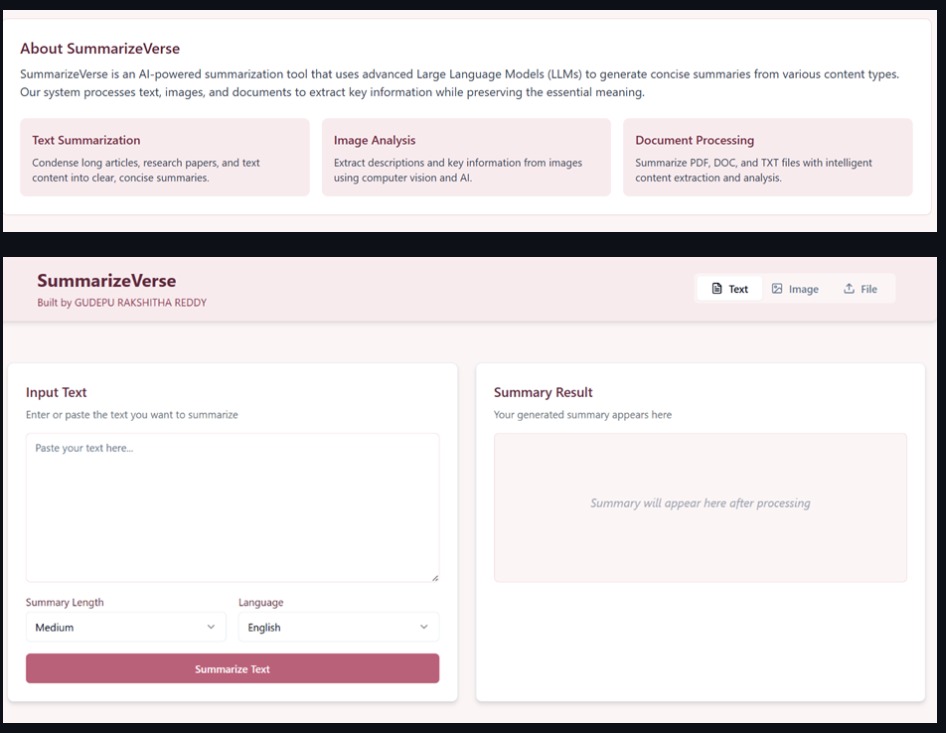 About SummarizeVerse
SummarizeVerse is an AI-powered summarization tool that uses advanced Large Language Models (LLMs) to generate concise summaries from various content types.
Our system processes text, images, and documents to extract key information while preserving the essential meaning.
Text Summarization
Condense long articles, research papers, and text
content into clear, concise summaries.
Image Analysis
Extract descriptions and key information from images
using computer vision and AI.
Document Processing
Summarize PDF, DOC, and TXT files with intelligent
content extraction and analysis.
SummarizeVerse
Built by GUDEPU RAKSHITHA REDDY
Text
Image
File
Input Text
Enter or paste the text you want to summarize
Paste your text here...
Summary Length
Language
Medium
English
Summarize Text
Summary Result
Your generated summary appears here
Summary will appear here after processing